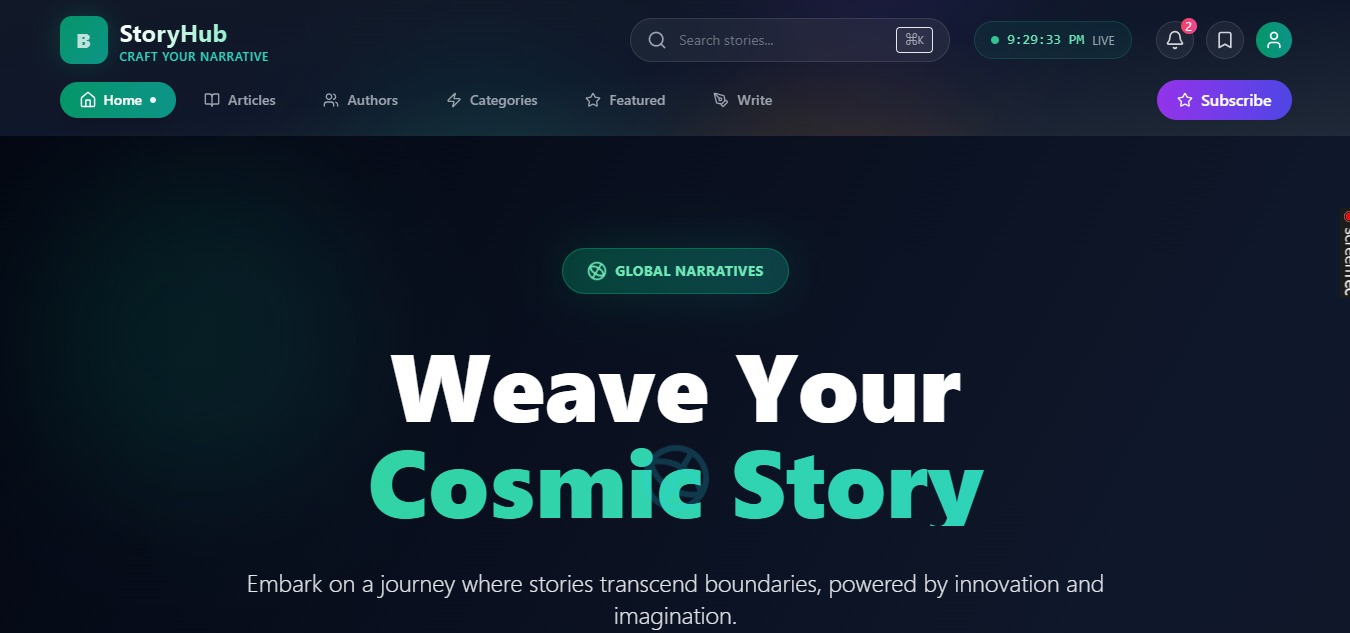 B
StoryHub
CRAFT YOUR NARRATIVE
Search stories...
⌘K
9:29:33 PM LIVE
2
Home
Articles
Authors
Categories
Featured
Write
Subscribe
GLOBAL NARRATIVES
Weave Your
Cosmic Story
Embark on a journey where stories transcend boundaries, powered by innovation and
imagination.